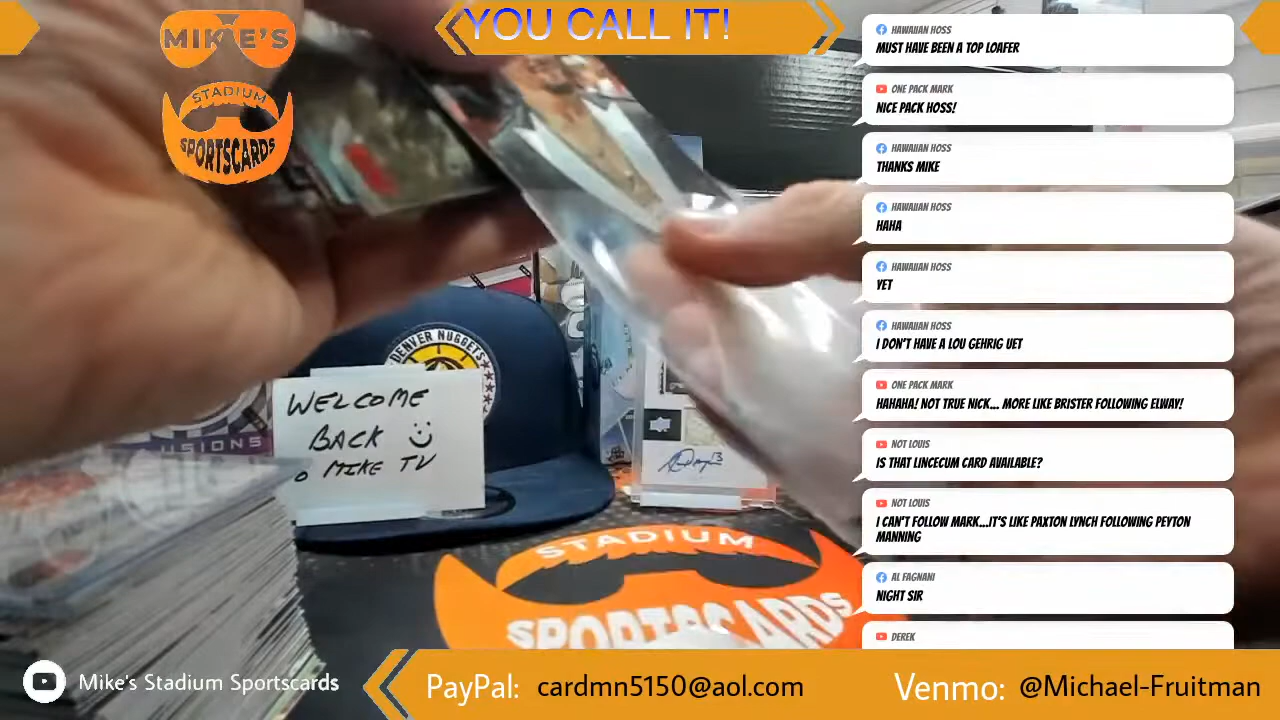 MIKE'S
STADIUM
SPORTSCARDS
YOU CALL IT!
HAWAIIAN HOSS
MUST HAVE BEEN A TOP LOAFER
ONE PACK MARK
NICE PACK HOSS!
HAWAIIAN HOSS
THANKS MIKE
HAWAIIAN HOSS
HAHA
HAWAIIAN HOSS
YET
HAWAIIAN HOSS
I DON'T HAVE A LOU GEHRIG UET
ONE PACK MARK
HAHAHA! NOT TRUE NICK... MORE LIKE BRISTER FOLLOWING ELWAY!
NOT LOUIS
IS THAT LINCECUM CARD AVAILABLE?
NOT LOUIS
I CAN'T FOLLOW MARK...IT'S LIKE PAXTON LYNCH FOLLOWING PEYTON
MANNING
AL FAGNANI
NIGHT SIR
DEREK
DENVER NUGGETS
WELCOME
BACK
MIKE TV
STADIUM
SPORTSCARDS
Mike's Stadium Sportscards
PayPal: cardmn5150@aol.com
Venmo: @Michael-Fruitman